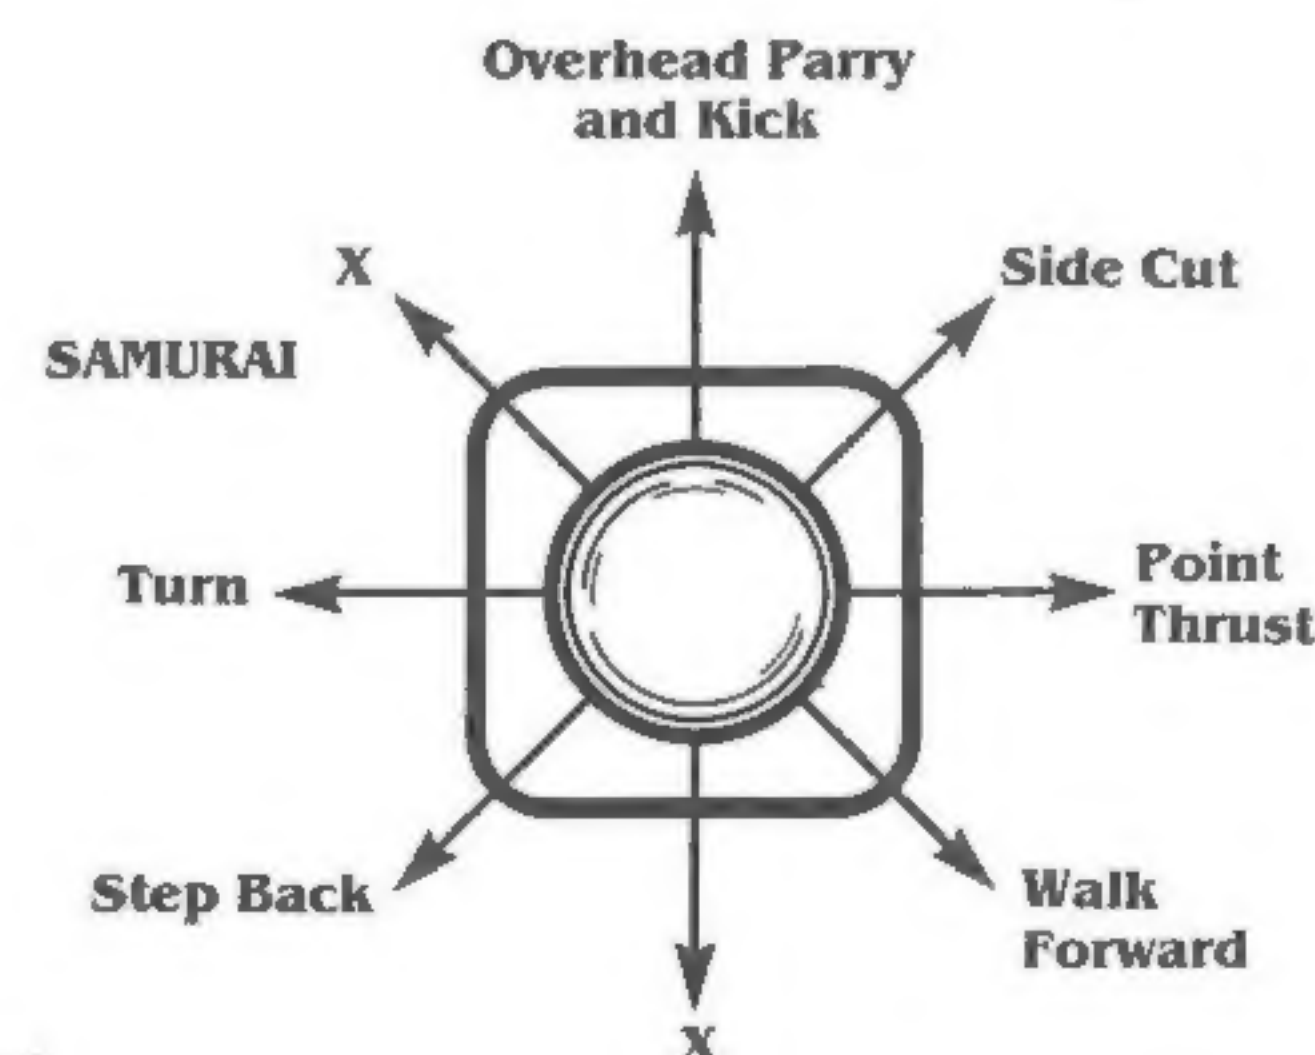 Overhead Parry
and Kick
X
Side Cut
SAMURAI
Turn
Point
Thrust
Step Back
Walk
Forward
X